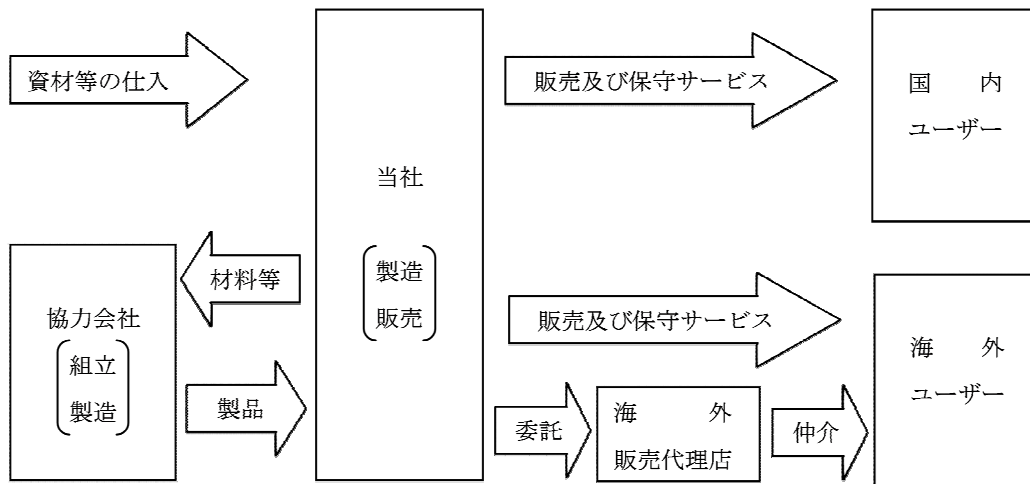 資材等の仕入
販売及び保守サービス
国　　内
ユーザー
当社
製造
販売
材料等
協力会社
組立
製造
製品
販売及び保守サービス
海　　外
ユーザー
委託
海　　外
販売代理店
仲介